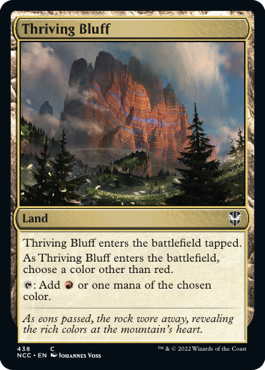 Thriving Bluff
Land
Thriving Bluff enters the battlefield tapped.
As Thriving Bluff enters the battlefield,
choose a color other than red.
: Add or one mana of the chosen
color.
As eons passed, the rock wore away, revealing
the rich colors at the mountain's heart.
438 C
NCC • EN Johannes Voss
™ & © 2022 Wizards of the Coast